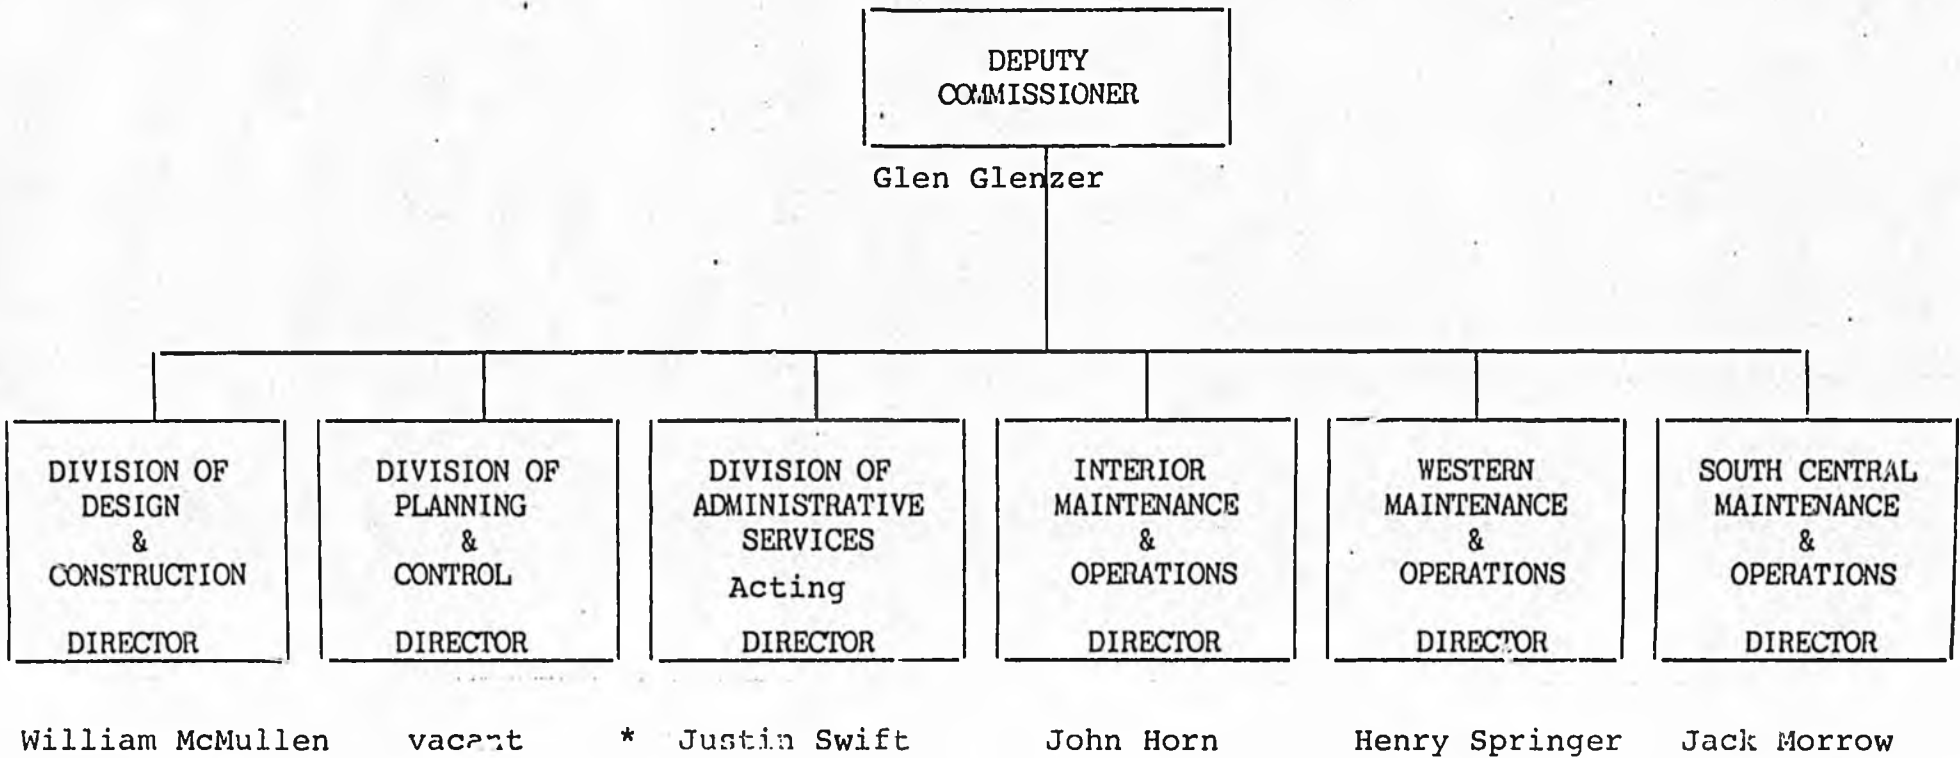 DEPUTY
COMMISSIONER
Glen Glenzer
DIVISION OF
DESIGN
&
CONSTRUCTION
DIRECTOR
DIVISION OF
PLANNING
&
CONTROL
DIRECTOR
DIVISION OF
ADMINISTRATIVE
SERVICES
Acting
DIRECTOR
INTERIOR
MAINTENANCE
&
OPERATIONS
DIRECTOR
WESTERN
MAINTENANCE
&
OPERATIONS
DIRECTOR
SOUTH CENTRAL
MAINTENANCE
&
OPERATIONS
DIRECTOR
William McMullen
vacant
* Justin Swift
John Horn
Henry Springer
Jack Morrow